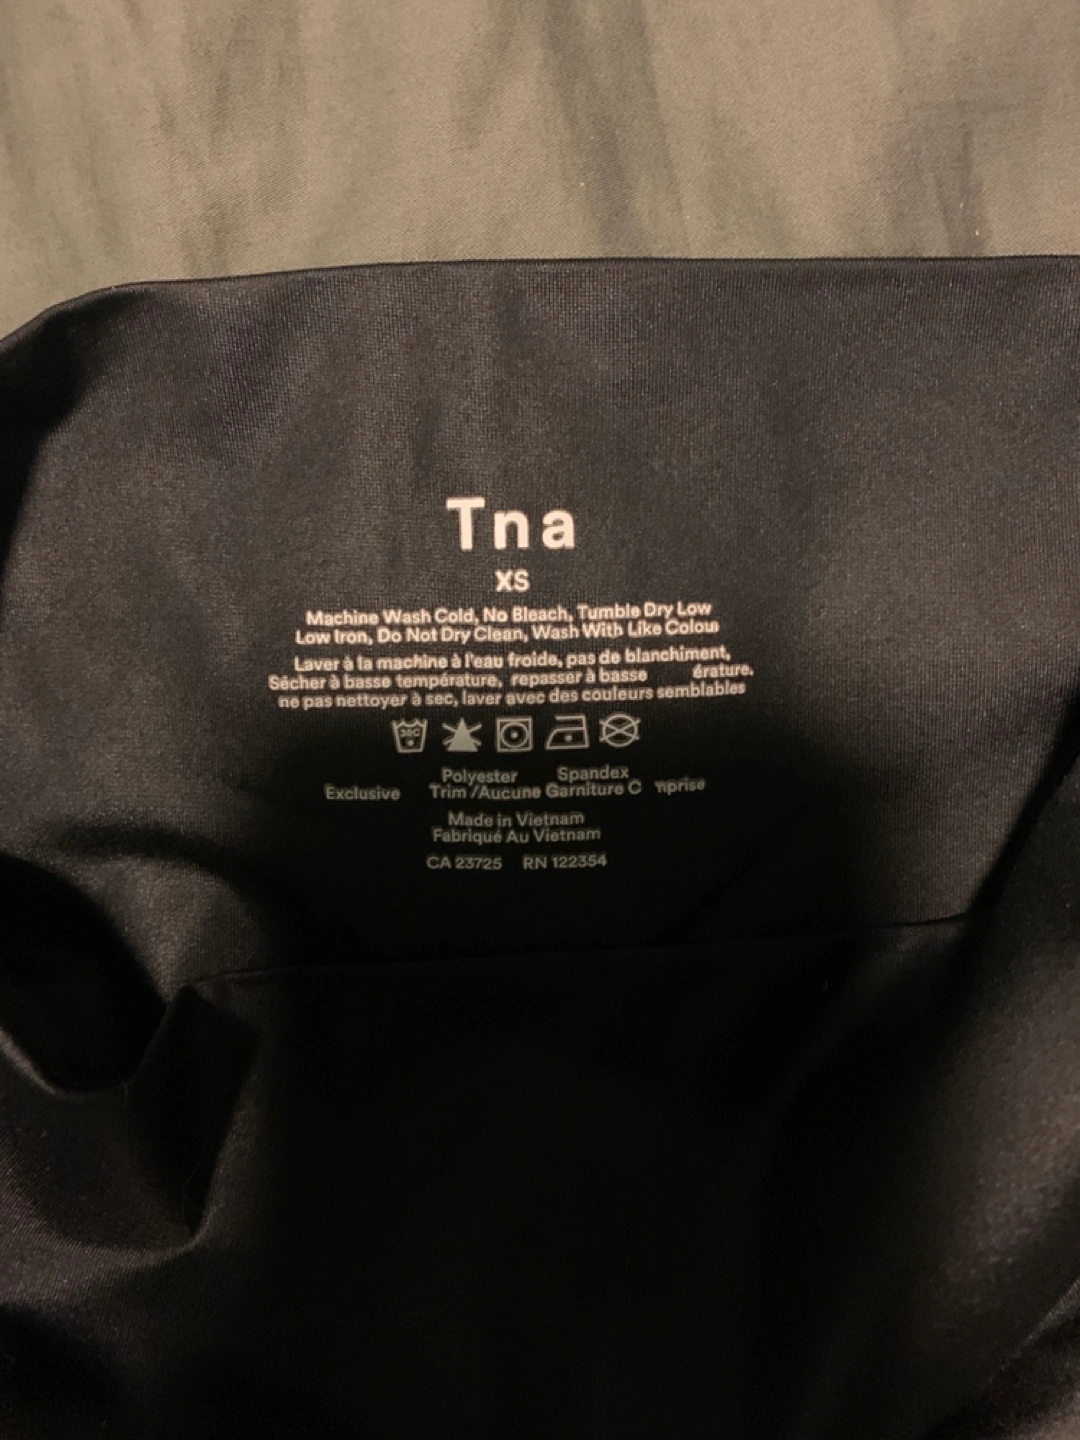 Tna
XS
Machine Wash Cold, No Bleach, Tumble Dry Low
Low Iron, Do Not Dry Clean, Wash With Like Colou
Laver à la machine à l'eau froide, pas de blanchiment,
Sécher à basse température, repasser à basse érature.
ne pas nettoyer à sec, laver avec des couleurs semblables
30C
Polyester Spandex
Exclusive Trim /Aucune Garniture C mprise
Made in Vietnam
Fabriqué Au Vietnam
CA 23725 RN 122354